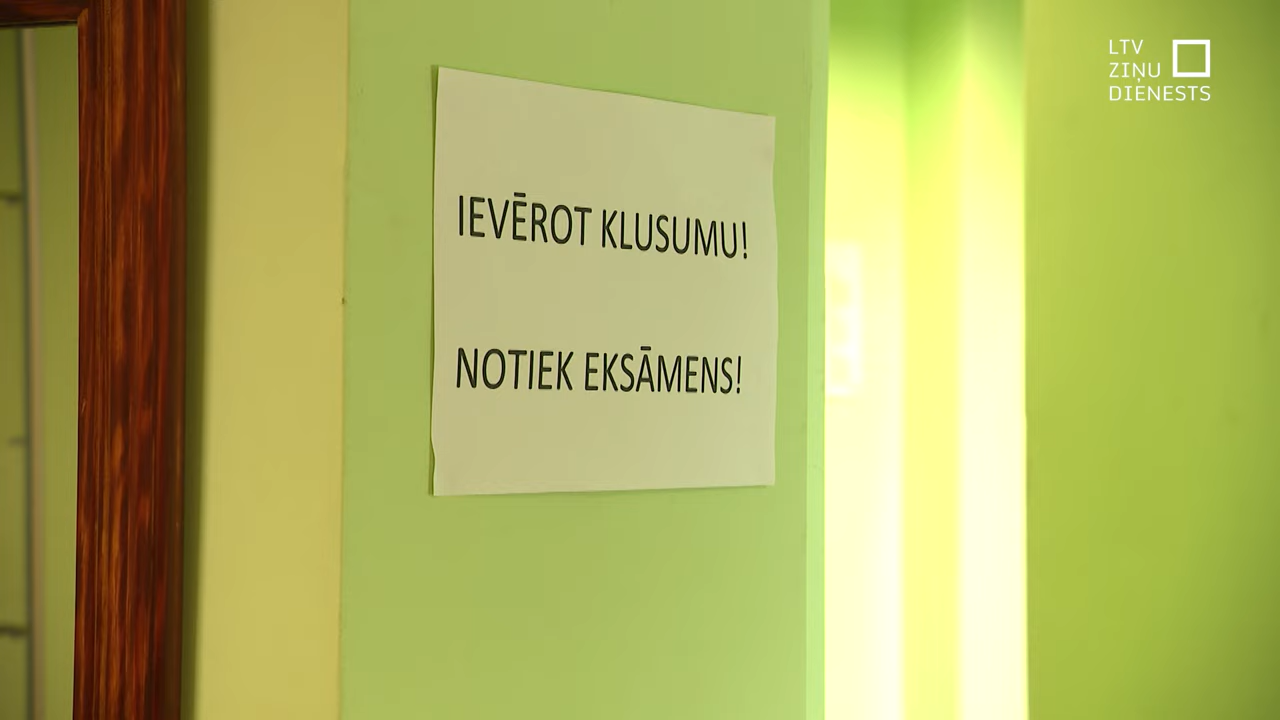 IEVĒROT KLUSUMU!
NOTIEK EKSĀMENS!
LTV
ZIŅU
DIENESTS